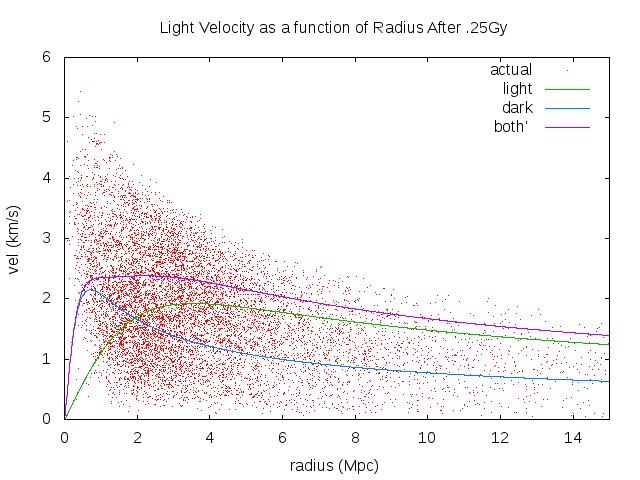 Light Velocity as a function of Radius After .25Gy
6
5
4
3
2
1
0
vel (km/s)
actual
light
dark
both'
0 2 4 6 8 10 12 14
radius (Mpc)